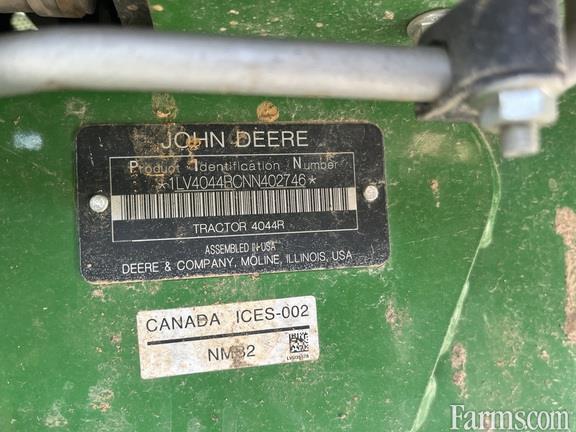 JOHN DEERE
Product Identification Number
*1LV4044RCNN402746*
TRACTOR 4044R
ASSEMBLED IN USA
DEERE & COMPANY, MOLINE, ILLINOIS, USA
CANADA ICES-002
NMB2
Farms.com